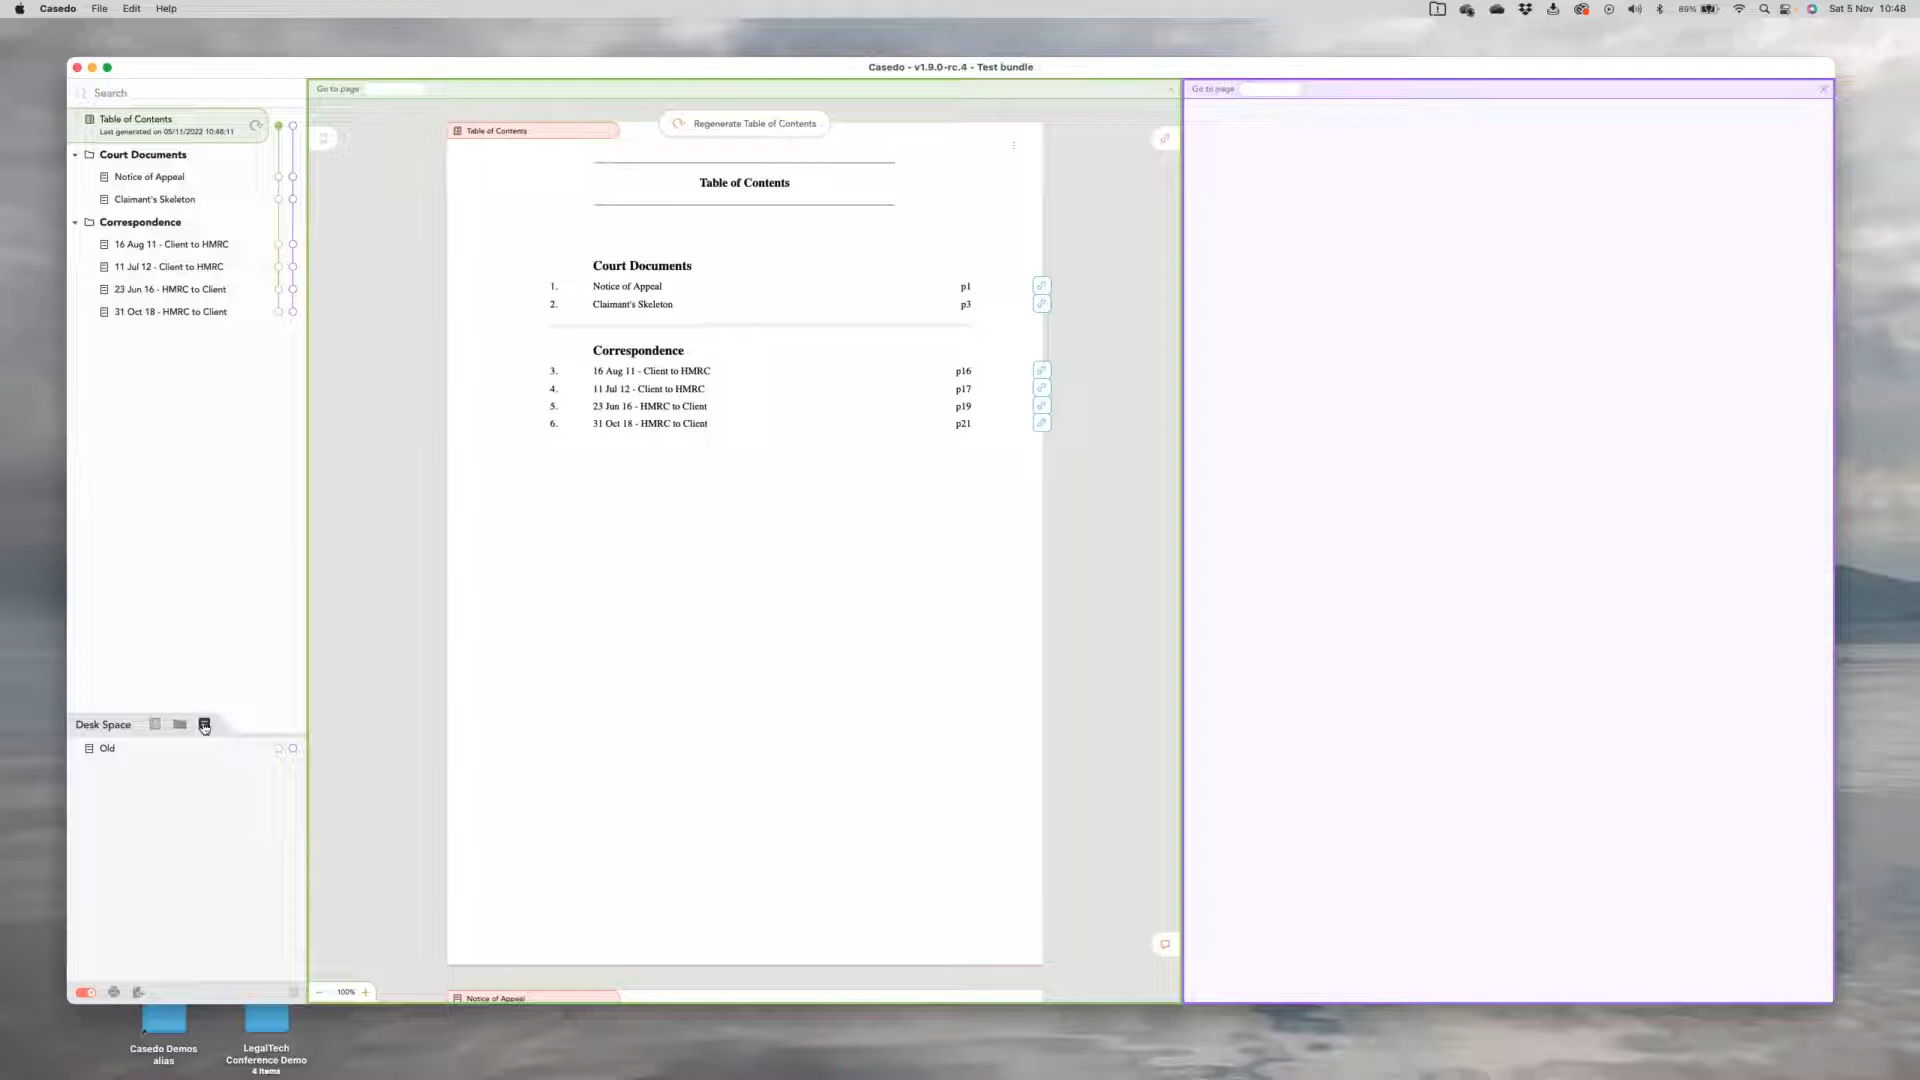 Casedo File Edit Help
89% Sat 5 Nov 10:48
Casedo - v1.9.0-rc.4 - Test bundle
Search
Table of Contents
Last generated on 05/11/2022 10:48:11
Court Documents
Notice of Appeal
Claimant's Skeleton
Correspondence
16 Aug 11 - Client to HMRC
11 Jul 12 - Client to HMRC
23 Jun 16 - HMRC to Client
31 Oct 18 - HMRC to Client
Desk Space
Old
Go to page
Table of Contents
Regenerate Table of Contents
Table of Contents
Court Documents
1. Notice of Appeal p1
2. Claimant's Skeleton p3
Correspondence
3. 16 Aug 11 - Client to HMRC p16
4. 11 Jul 12 - Client to HMRC p17
5. 23 Jun 16 - HMRC to Client p19
6. 31 Oct 18 - HMRC to Client p21
100%
Notice of Appeal
Go to page
Casedo Demos
alias
LegalTech
Conference Demo
4 items